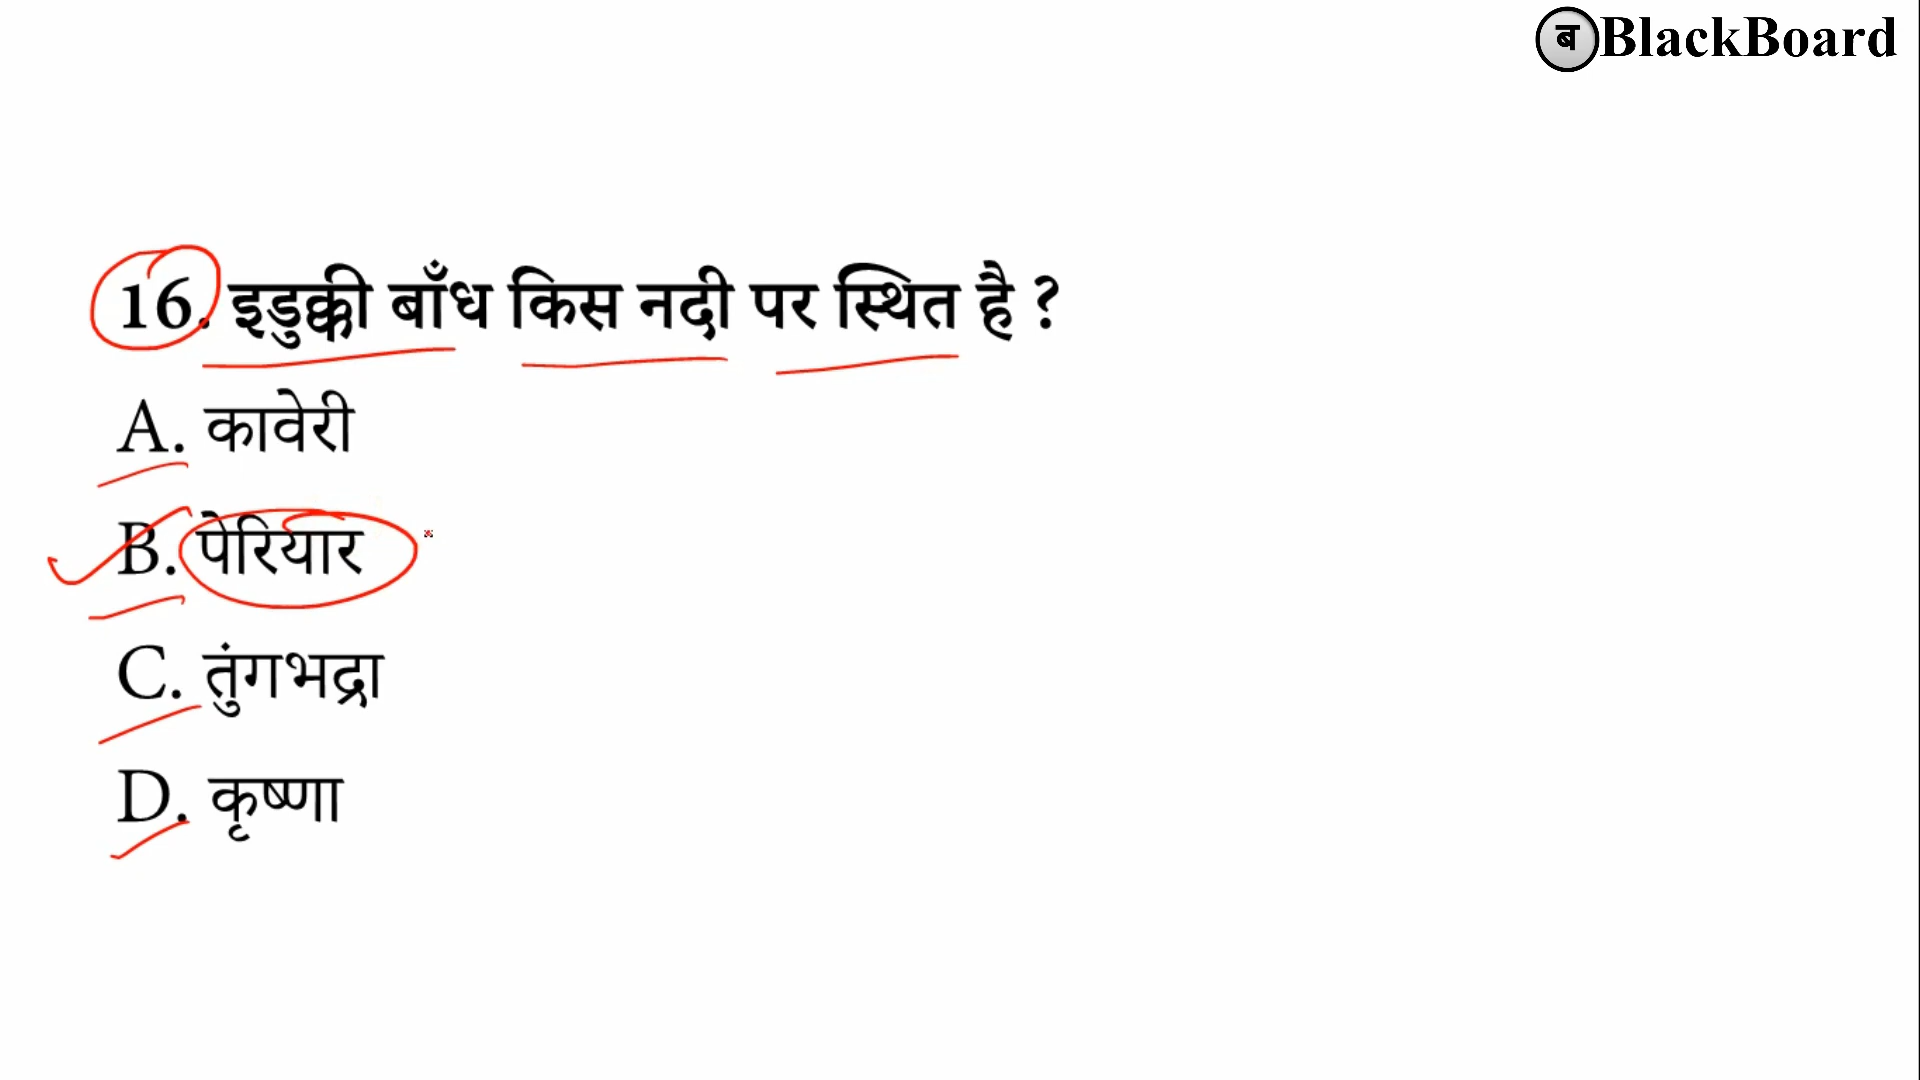 ब BlackBoard
16. इडुक्की बाँध किस नदी पर स्थित है ?
A. कावेरी
B. पेरियार
C. तुंगभद्रा
D. कृष्णा